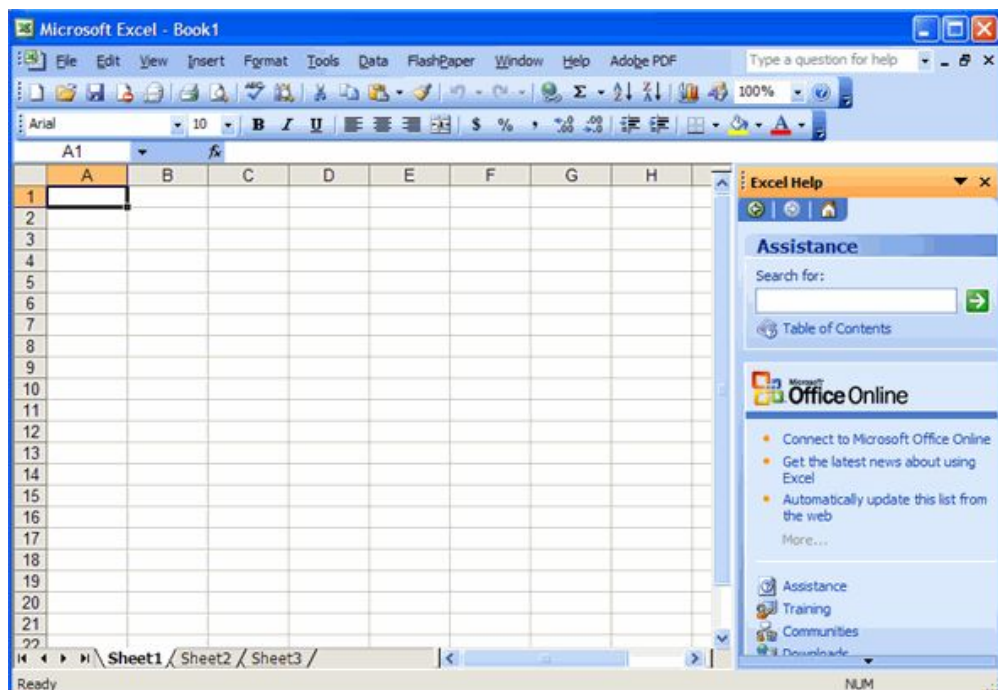 Microsoft Excel - Book1
File Edit View Insert Format Tools Data FlashPaper Window Help Adobe PDF Type a question for help
100%
Arial 10 B I U $ % , A
A1 fx
A B C D E F G H
1
2
3
4
5
6
7
8
9
10
11
12
13
14
15
16
17
18
19
20
21
22
Sheet1 Sheet2 Sheet3
Ready NUM
Excel Help
Assistance
Search for:
Table of Contents
Microsoft
Office Online
Connect to Microsoft Office Online
Get the latest news about using
Excel
Automatically update this list from
the web
More...
Assistance
Training
Communities
Downloads